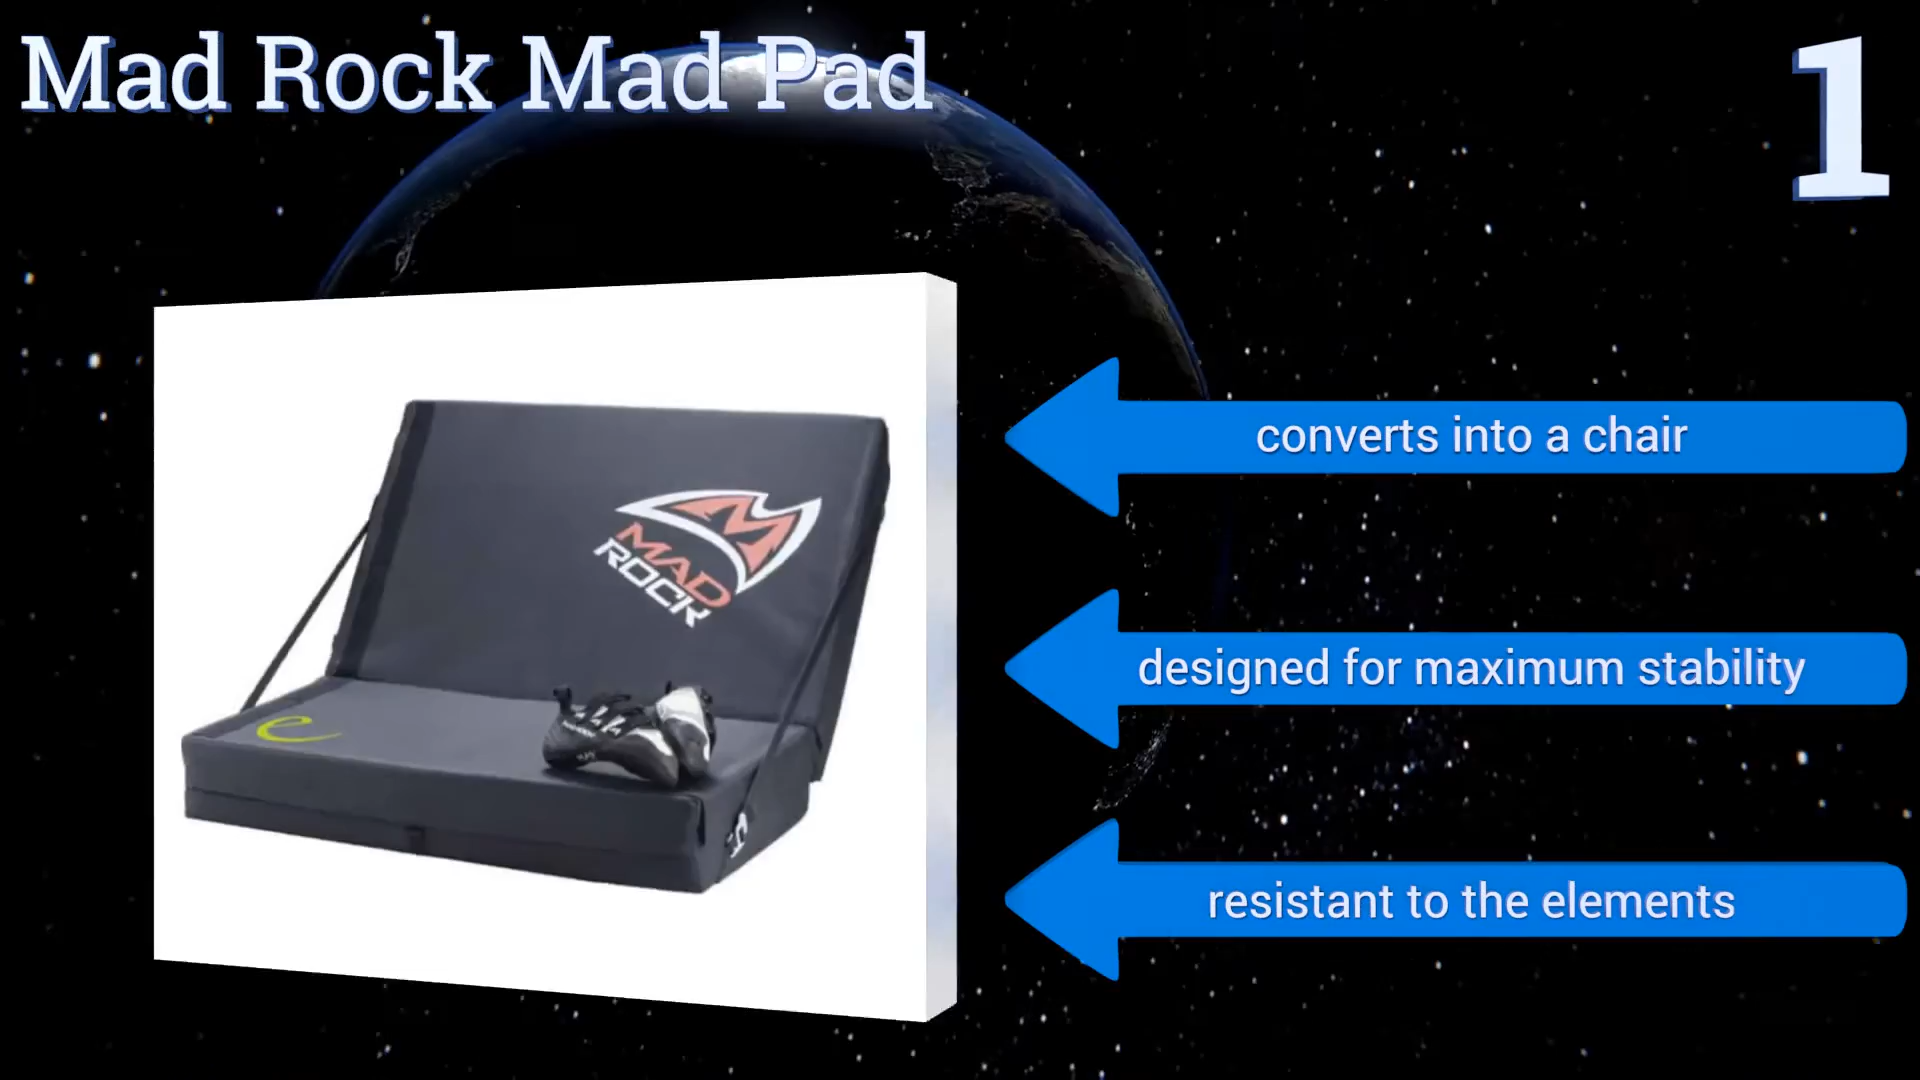 Mad Rock Mad Pad
1
converts into a chair
MAD
ROCK
designed for maximum stability
e
resistant to the elements